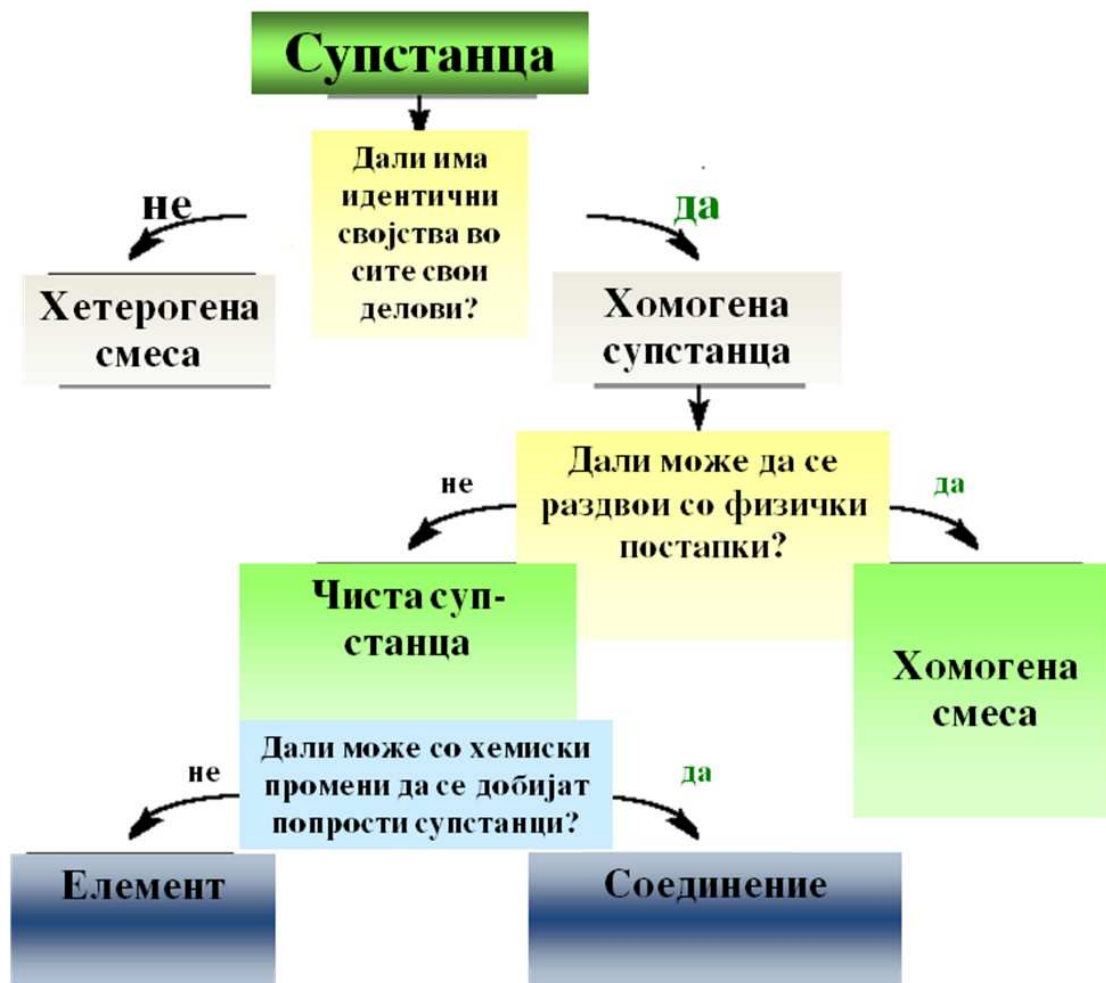 Супстанца
Дали има
идентични
својства во
сите свои
делови?
не
да
Хетерогена
смеса
Хомогена
супстанца
Дали може да се
раздвои со физички
постапки?
не
да
Чиста суп-
станца
Хомогена
смеса
Дали може со хемиски
промени да се добијат
попрости супстанци?
не
да
Елемент
Соединение